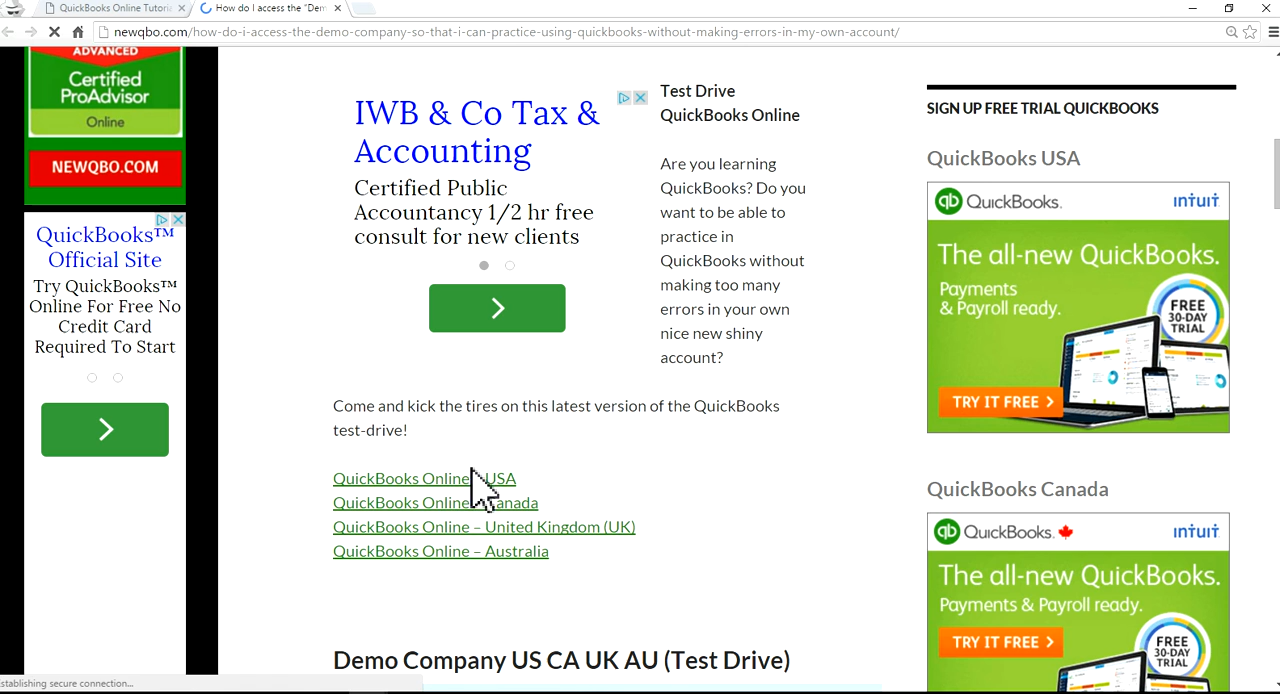 QuickBooks Online Tutori
How do I access the "Dem
newqbo.com/how-do-i-access-the-demo-company-so-that-i-can-practice-using-quickbooks-without-making-errors-in-my-own-account/
ADVANCED
Certified
ProAdvisor
Online
NEWQBO.COM
QuickBooks™
Official Site
Try QuickBooks™
Online For Free No
Credit Card
Required To Start
IWB & Co Tax &
Accounting
Certified Public
Accountancy 1/2 hr free
consult for new clients
Test Drive
QuickBooks Online
Are you learning
QuickBooks? Do you
want to be able to
practice in
QuickBooks without
making too many
errors in your own
nice new shiny
account?
Come and kick the tires on this latest version of the QuickBooks
test-drive!
QuickBooks Online USA
QuickBooks Online anada
QuickBooks Online – United Kingdom (UK)
QuickBooks Online – Australia
Demo Company US CA UK AU (Test Drive)
SIGN UP FREE TRIAL QUICKBOOKS
QuickBooks USA
qb QuickBooks. intuit
The all-new QuickBooks.
Payments
& Payroll ready.
FREE
30-DAY
TRIAL
TRY IT FREE
QuickBooks Canada
qb QuickBooks. intuit
The all-new QuickBooks.
Payments & Payroll ready.
TRY IT FREE
FREE
30-DAY
TRIAL
stablishing secure connection...